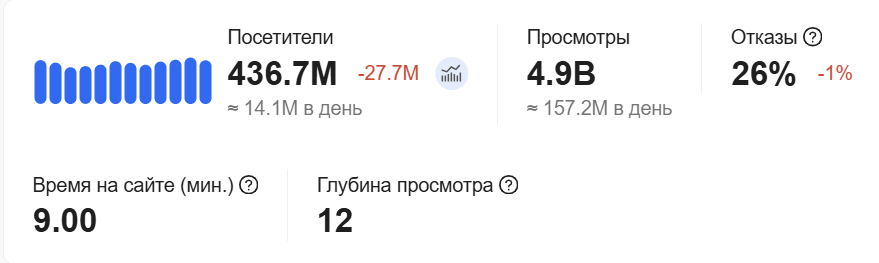 Посетители
436.7M -27.7M
≈ 14.1M в день
Просмотры
4.9B
≈ 157.2M в день
Отказы ?
26% -1%
Время на сайте (мин.) ?
9.00
Глубина просмотра ?
12